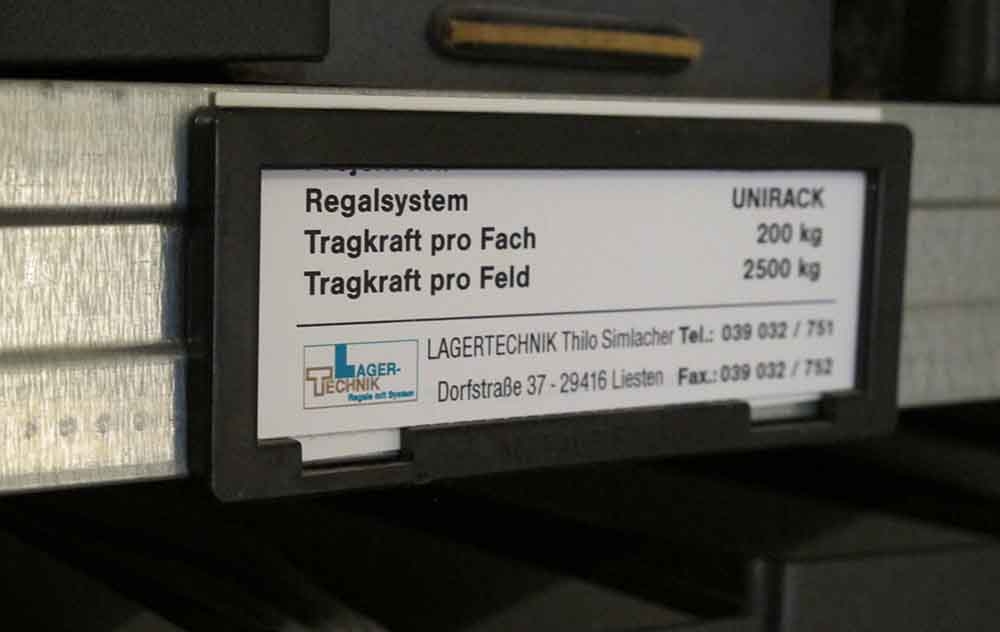 Regalsystem UNIRACK
Tragkraft pro Fach 200 kg
Tragkraft pro Feld 2500 kg
LAGER-
TECHNIK
Regale mit System
LAGERTECHNIK Thilo Simlacher Tel.: 039 032 / 751
Dorfstraße 37 - 29416 Liesten Fax.: 039 032 / 752